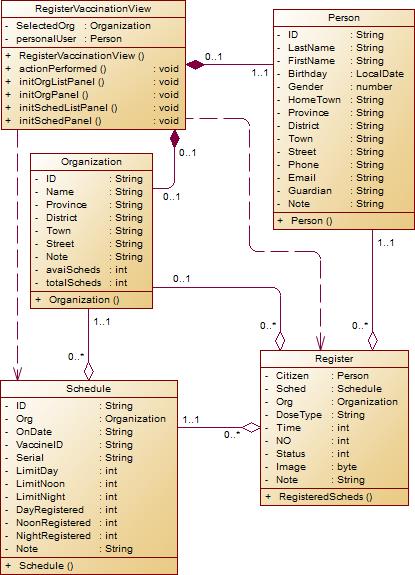 RegisterVaccinationView
- SelectedOrg : Organization
- personalUser : Person
+ RegisterVaccinationView ()
+ actionPerformed () : void
+ initOrgListPanel () : void
+ initOrgPanel () : void
+ initSchedListPanel () : void
+ initSchedPanel () : void
Person
- ID : String
- LastName : String
- FirstName : String
- Birthday : LocalDate
- Gender : number
- HomeTown : String
- Province : String
- District : String
- Town : String
- Street : String
- Phone : String
- Email : String
- Guardian : String
- Note : String
+ Person ()
0..1
1..1
0..1
0..1
Organization
- ID : String
- Name : String
- Province : String
- District : String
- Town : String
- Street : String
- Note : String
- avaiScheds : int
- totalScheds : int
+ Organization ()
1..1
0..1
1..1
0..*
0..*
0..*
Schedule
- ID : String
- Org : Organization
- OnDate : String
- VaccineID : String
- Serial : String
- LimitDay : int
- LimitNoon : int
- LimitNight : int
- DayRegistered : int
- NoonRegistered : int
- NightRegistered : int
- Note : String
+ Schedule ()
1..1
0..*
Register
- Citizen : Person
- Sched : Schedule
- Org : Organization
- DoseType : String
- Time : int
- NO : int
- Status : int
- Image : byte
- Note : String
+ RegisteredScheds ()